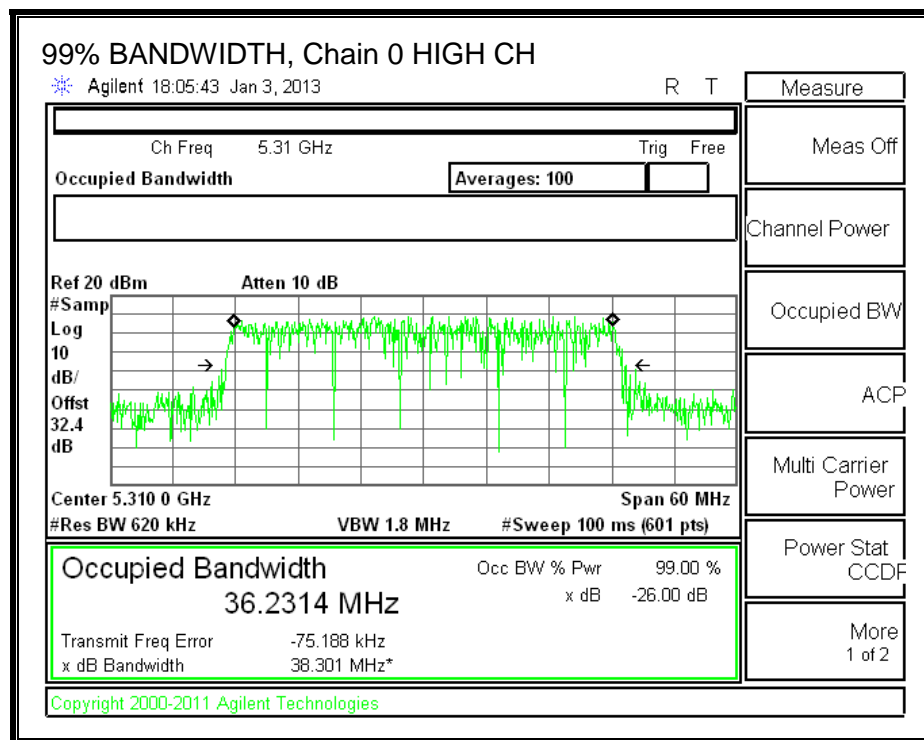 99% BANDWIDTH, Chain 0 HIGH CH
Agilent 18:05:43 Jan 3, 2013 R T
Measure
Ch Freq 5.31 GHz Trig Free
Occupied Bandwidth Averages: 100
Ref 20 dBm Atten 10 dB
#Samp
Log
10
dB/
Offst
32.4
dB
Center 5.310 0 GHz Span 60 MHz
#Res BW 620 kHz VBW 1.8 MHz #Sweep 100 ms (601 pts)
Occupied Bandwidth Occ BW % Pwr 99.00 %
36.2314 MHz x dB -26.00 dB
Transmit Freq Error -75.188 kHz
x dB Bandwidth 38.301 MHz*
Copyright 2000-2011 Agilent Technologies
Meas Off
Channel Power
Occupied BW
ACP
Multi Carrier
Power
Power Stat
CCDF
More
1 of 2